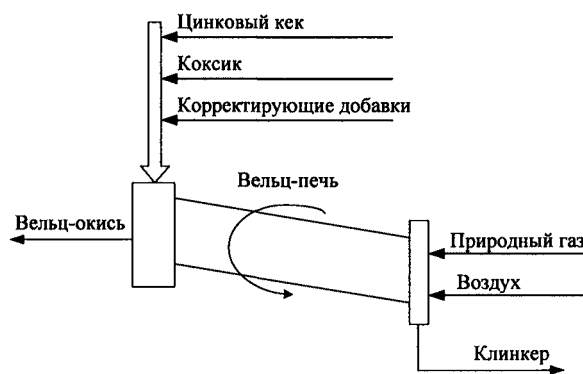 Цинковый кек
Коксик
Корректирующие добавки
Вельц-печь
Вельц-окись
Природный газ
Воздух
Клинкер